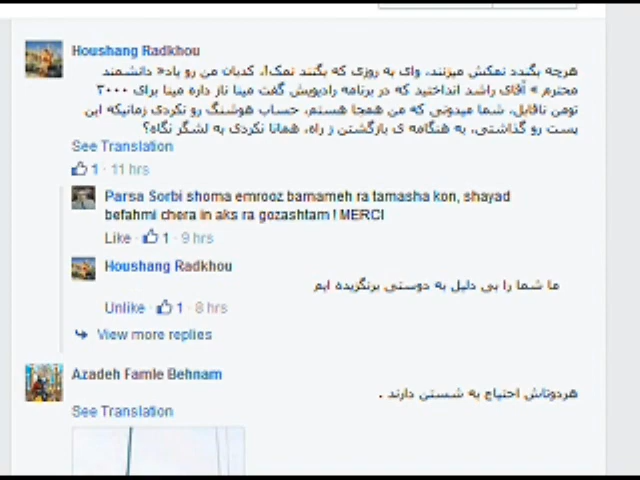 Houshang Radkhou
هرچه بگندد نمکش میزنند، وای به روزی که بگندد نمک!، کدبان من رو یاد« دانشمند
محترم » آقای راشد انداختید که در برنامه رادیویش گفت مینا ناز داره مینا برای ۳۰۰۰
تومن ناقابل، شما میدونی که من همجا هستم، حساب هوشنگ رو نکردی زمانیکه این
پست رو گذاشتی، به هنگامه ی بازگشتن ز راه، همانا نکردی به لشگر نگاه؟
See Translation
1 · 11 hrs
Parsa Sorbi shoma emrooz barnameh ra tamasha kon, shayad
befahmi chera in aks ra gozashtam ! MERCI
Like · 1 · 9 hrs
Houshang Radkhou
ما شما را بی دلیل به دوستی برنگزیده ایم
Unlike · 1 · 8 hrs
View more replies
Azadeh Famle Behnam
هردوتاش احتیاج به شستن دارند .
See Translation